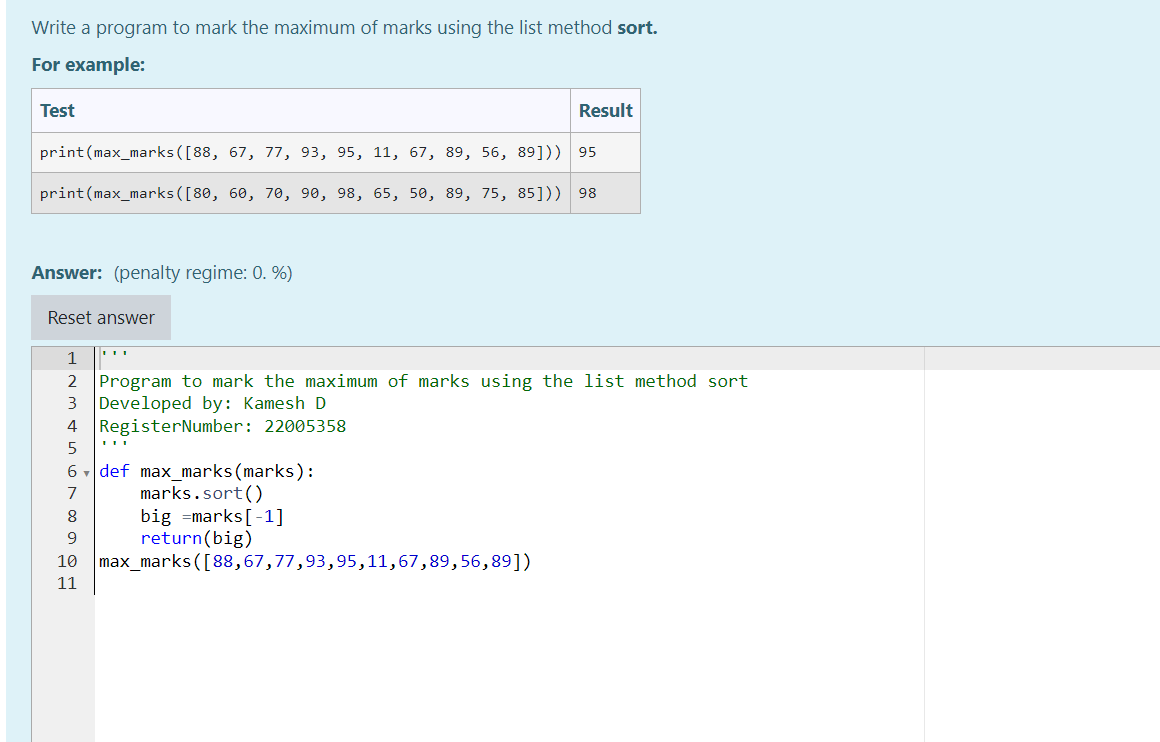 Write a program to mark the maximum of marks using the list method sort.
For example:
Test Result
print(max_marks([88, 67, 77, 93, 95, 11, 67, 89, 56, 89])) 95
print(max_marks([80, 60, 70, 90, 98, 65, 50, 89, 75, 85])) 98
Answer: (penalty regime: 0. %)
Reset answer
1 '''
2 Program to mark the maximum of marks using the list method sort
3 Developed by: Kamesh D
4 RegisterNumber: 22005358
5 '''
6 def max_marks(marks):
7     marks.sort()
8     big =marks[-1]
9     return(big)
10 max_marks([88,67,77,93,95,11,67,89,56,89])
11